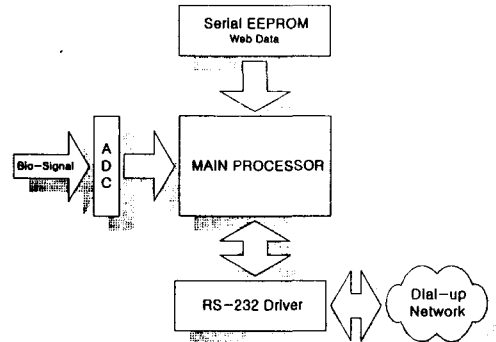 Serial EEPROM
Web Data
Bio-Signal
A
D
C
MAIN PROCESSOR
RS-232 Driver
Dial-up
Network